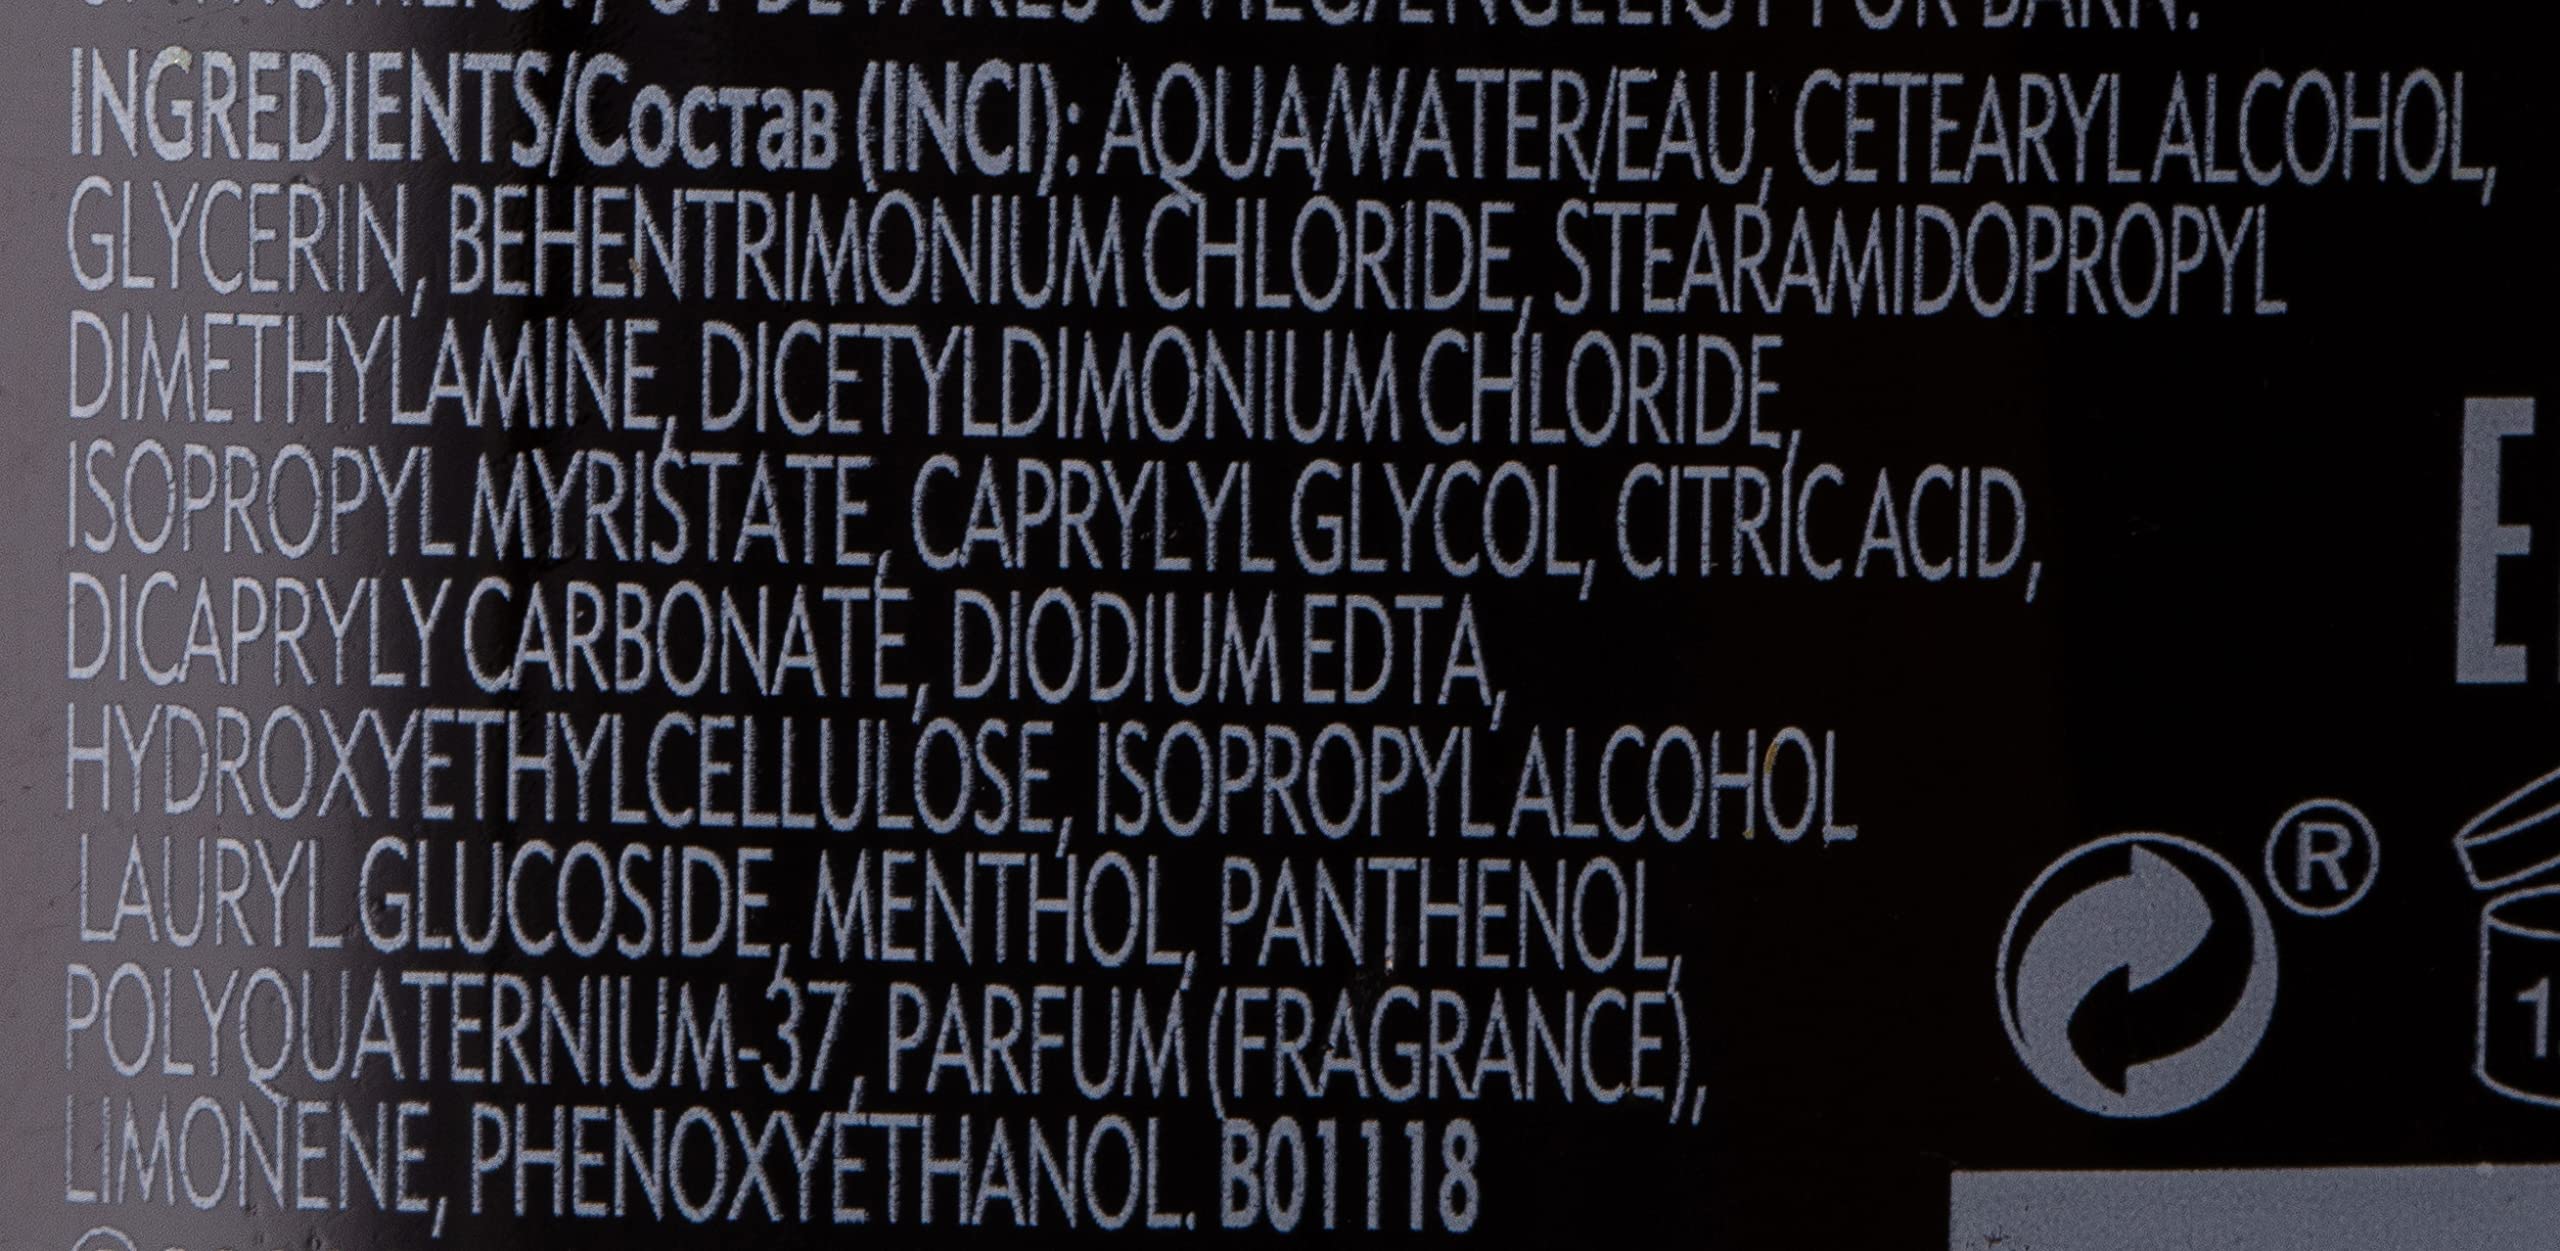 INGREDIENTS/Состав (INCI): AQUA/WATER/EAU, CETEARYL ALCOHOL,
GLYCERIN, BEHENTRIMONIUM CHLORIDE, STEARAMIDOPROPYL
DIMETHYLAMINE, DICETYLDIMONIUM CHLORIDE,
ISOPROPYL MYRISTATE, CAPRYLYL GLYCOL, CITRIC ACID,
DICAPRYLY CARBONATE, DIODIUM EDTA,
HYDROXYETHYLCELLULOSE, ISOPROPYL ALCOHOL
LAURYL GLUCOSIDE, MENTHOL, PANTHENOL,
POLYQUATERNIUM-37, PARFUM (FRAGRANCE),
LIMONENE, PHENOXYETHANOL. B01118
E
®